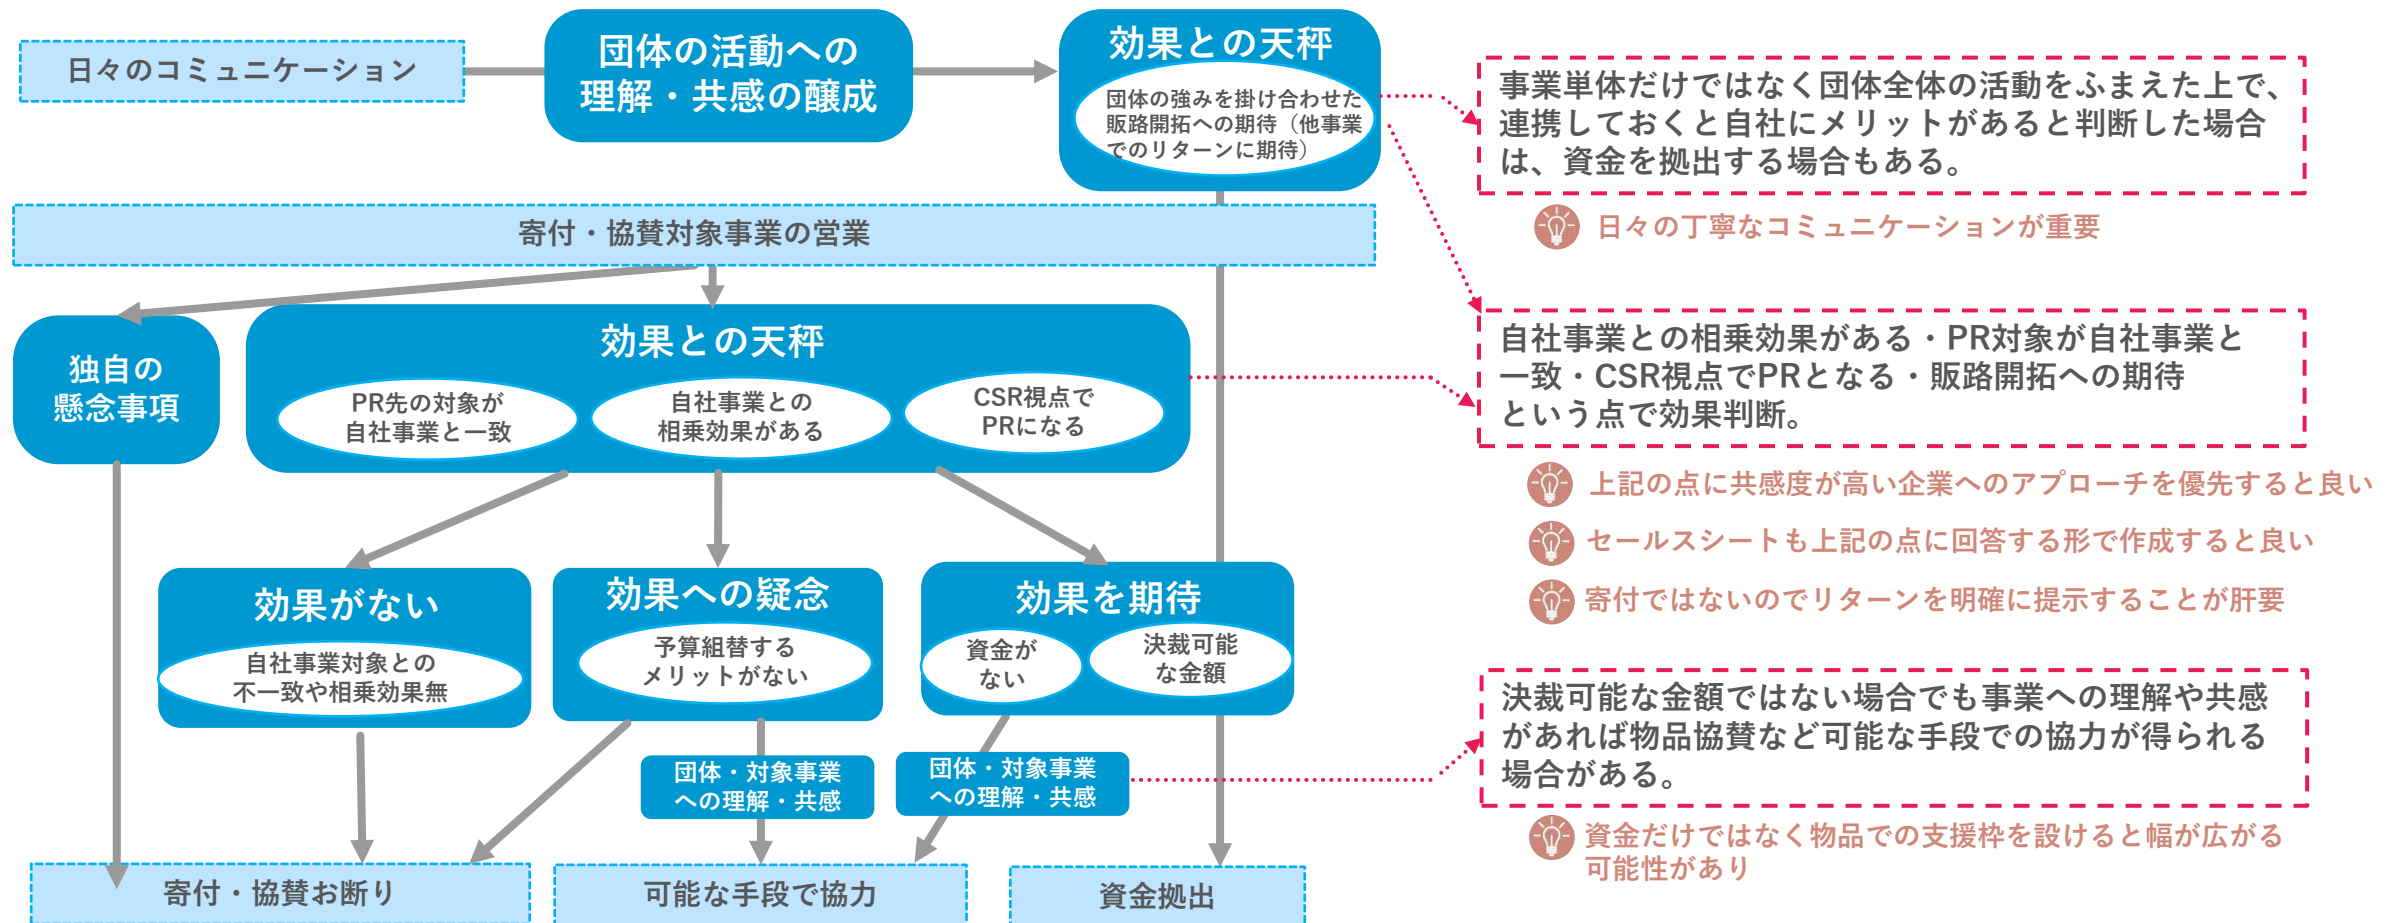 日々のコミュニケーション
団体の活動への
理解・共感の醸成
効果との天秤
団体の強みを掛け合わせた
販路開拓への期待（他事業
でのリターンに期待）
事業単体だけではなく団体全体の活動をふまえた上で、
連携しておくと自社にメリットがあると判断した場合
は、資金を拠出する場合もある。
日々の丁寧なコミュニケーションが重要
寄付・協賛対象事業の営業
独自の
懸念事項
効果との天秤
PR先の対象が
自社事業と一致
自社事業との
相乗効果がある
CSR視点で
PRになる
自社事業との相乗効果がある・PR対象が自社事業と
一致・CSR視点でPRとなる・販路開拓への期待
という点で効果判断。
上記の点に共感度が高い企業へのアプローチを優先すると良い
セールスシートも上記の点に回答する形で作成すると良い
寄付ではないのでリターンを明確に提示することが肝要
効果がない
自社事業対象との
不一致や相乗効果無
効果への疑念
予算組替する
メリットがない
効果を期待
資金が
ない
決裁可能
な金額
決裁可能な金額ではない場合でも事業への理解や共感
があれば物品協賛など可能な手段での協力が得られる
場合がある。
資金だけではなく物品での支援枠を設けると幅が広がる
可能性があり
団体・対象事業
への理解・共感
団体・対象事業
への理解・共感
寄付・協賛お断り
可能な手段で協力
資金拠出